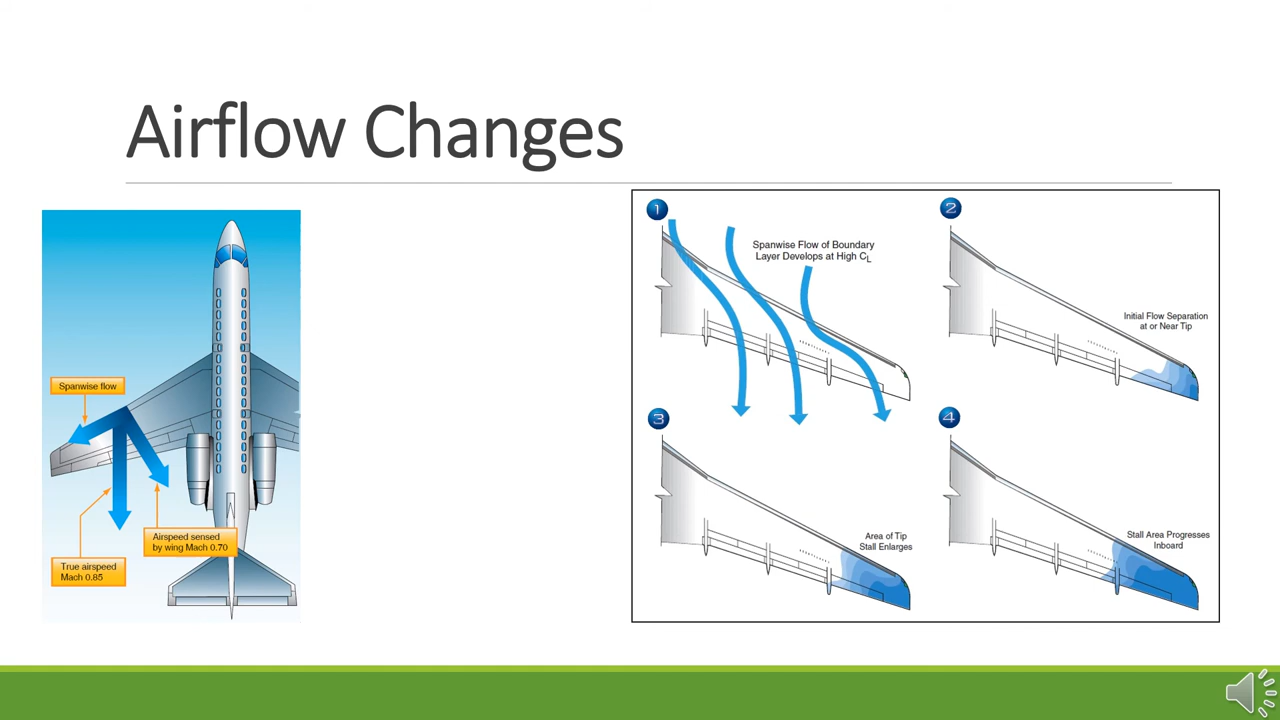 Airflow Changes
Spanwise flow
Airspeed sensed
by wing Mach 0.70
True airspeed
Mach 0.85
1
Spanwise Flow of Boundary
Layer Develops at High CL
2
Initial Flow Separation
at or Near Tip
3
Area of Tip
Stall Enlarges
4
Stall Area Progresses
Inboard